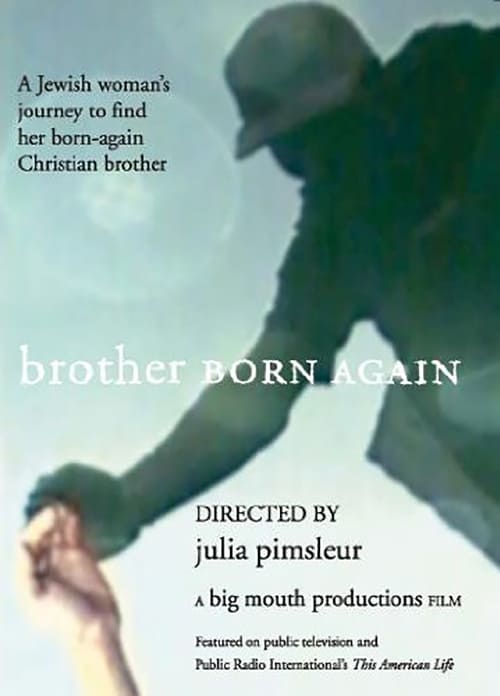 A Jewish woman's
journey to find
her born-again
Christian brother
brother BORN AGAIN
DIRECTED BY
julia pimsleur
A big mouth productions FILM
Featured on public television and
Public Radio International's This American Life